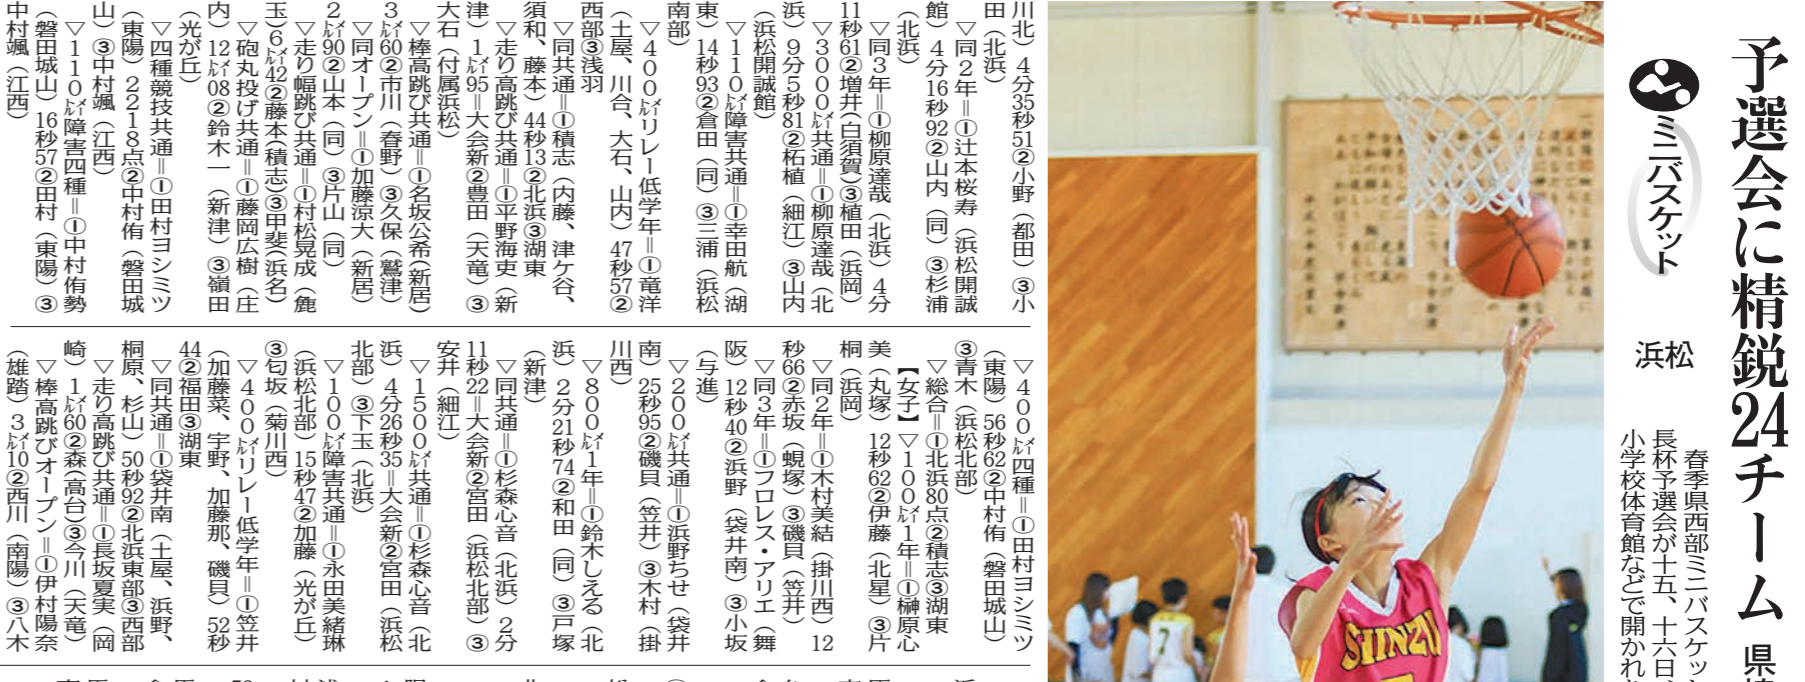 予選会に精鋭24チーム
ミニバスケット
浜松
春季県西部ミニバスケッ
長杯予選会が十五、十六日、
小学校体育館などで開かれ
SHINZU
7
川北）４分35秒51②小野（都田）③小
田（北浜）
▽同２年＝①辻本桜寿（浜松開誠
館）４分16秒92②山内（同）③杉浦
（北浜）
▽同３年＝①柳原達哉（北浜）４分
11秒61②増井（白須賀）③植田（浜岡）
▽３０００㍍共通＝①柳原達哉（北
浜）９分５秒81②柘植（細江）③山内
（浜松開誠館）
▽１１０㍍障害共通＝①幸田航（湖
東）14秒93②倉田（同）③三浦（浜松
南部）
▽４００㍍リレー低学年＝①竜洋
（土屋、川合、大石、山内）47秒57②
西部③浅羽
▽同共通＝①積志（内藤、津ケ谷、
須和、藤本）44秒13②北浜③湖東
▽走り高跳び共通＝①平野海吏（新
津）１㍍95＝大会新②豊田（天竜）③
大石（付属浜松）
▽棒高跳び共通＝①名坂公希（新居）
３㍍60②市川（春野）③久保（鷲津）
▽同オープン＝①加藤涼大（新居）
２㍍90②山本（同）③片山（同）
▽走り幅跳び共通＝①村松晃成（麁
玉）６㍍42②藤本（積志）③甲斐（浜名）
▽砲丸投げ共通＝①藤岡広樹（庄
内）12㍍08②鈴木一（新津）③嶺田
（光が丘）
▽四種競技共通＝①田村ヨシミツ
（東陽）２２１８点②中村侑（磐田城
山）③中村颯（江西）
▽１１０㍍障害四種＝①中村侑勢
（磐田城山）16秒57②田村（東陽）③
中村颯（江西）
▽４００㍍四種＝①田村ヨシミツ
（東陽）56秒62②中村侑（磐田城山）
③青木（浜松北部）
▽総合＝①北浜80点②積志③湖東
【女子】▽１００㍍１年＝①榊原心
美（丸塚）12秒62②伊藤（北星）③片
桐（浜岡）
▽同２年＝①木村美結（掛川西）12
秒66②赤坂（蜆塚）③磯貝（笠井）
▽同３年＝①フロレス・アリエ（舞
阪）12秒40②浜野（袋井南）③小坂
（与進）
▽２００㍍共通＝①浜野ちせ（袋井
南）25秒95②磯貝（笠井）③木村（掛
川西）
▽８００㍍１年＝①鈴木しえる（北
浜）２分21秒74②和田（同）③戸塚
（新津）
▽同共通＝①杉森心音（北浜）２分
11秒22＝大会新②宮田（浜松北部）③
安井（細江）
▽１５００㍍共通＝①杉森心音（北
浜）４分26秒35＝大会新②宮田（浜松
北部）③下玉（北浜）
▽１００㍍障害共通＝①永田美緒琳
（浜松北部）15秒47②加藤（光が丘）
③匂坂（菊川西）
▽４００㍍リレー低学年＝①笠井
（加藤菜、宇野、加藤那、磯貝）52秒
44②福田③湖東
▽同共通＝①袋井南（土屋、浜野、
桐原、杉山）50秒92②北浜東部③西部
▽走り高跳び共通＝①長坂夏実（岡
崎）１㍍60②森（高台）③今川（天竜）
▽棒高跳びオープン＝①伊村陽奈
（雄踏）３㍍10②西川（南陽）③八木